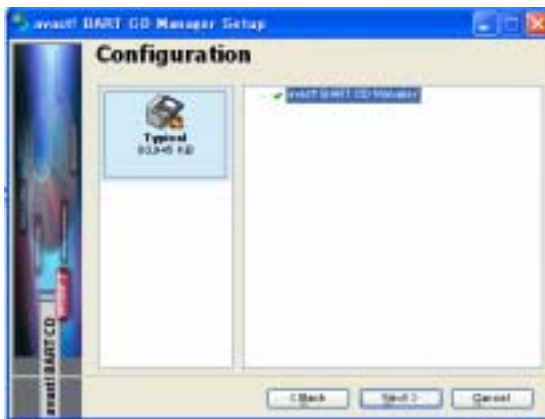 avast! BART CD Manager Setup
Configuration
Typical
avast! BART CD Manager
avast! BART CD
< Back
Next >
Cancel